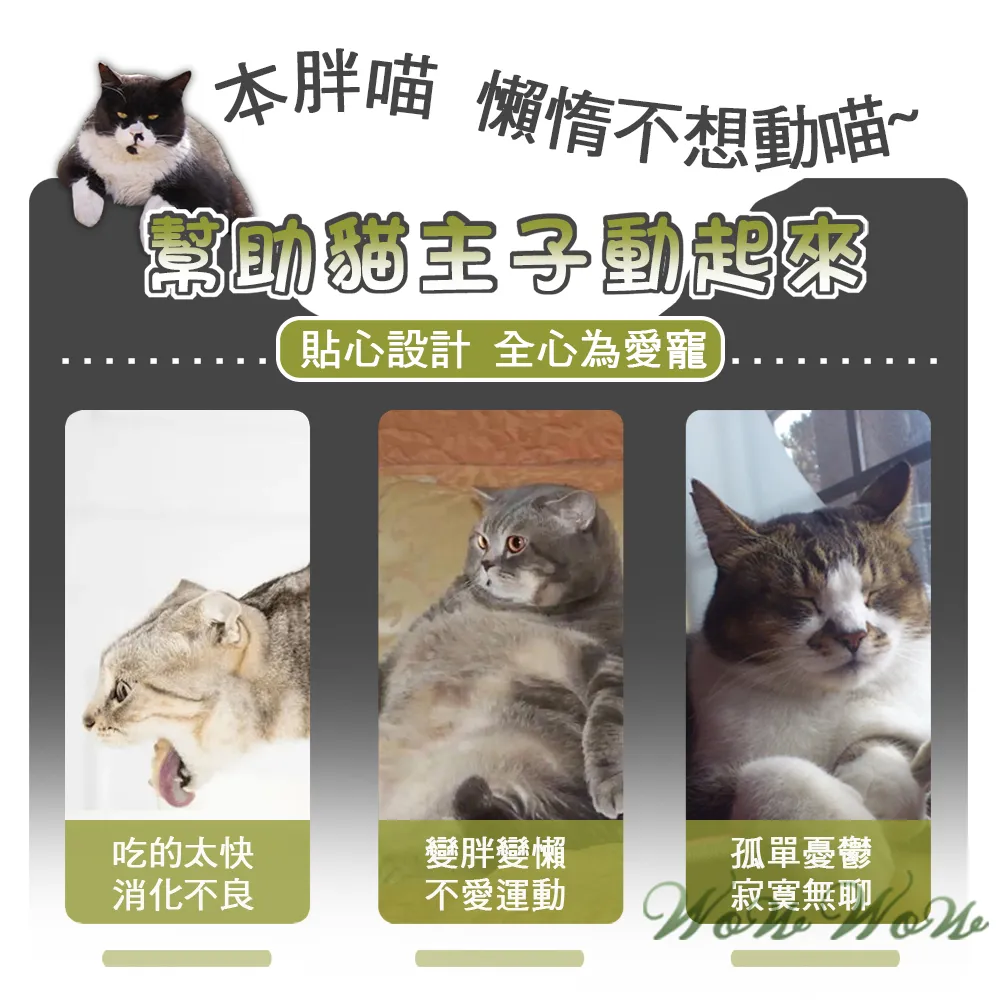 本胖喵 懶惰不想動喵~
幫助貓主子動起來
貼心設計 全心為愛寵
吃的太快
消化不良
變胖變懶
不愛運動
孤單憂鬱
寂寞無聊
WoW WoW